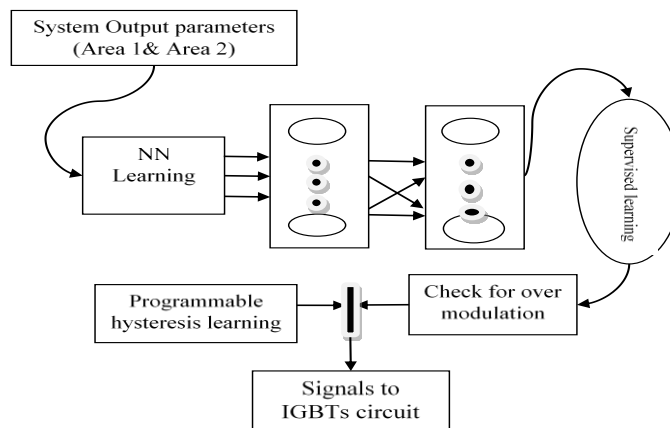 System Output parameters
(Area 1& Area 2)
NN
Learning
Supervised learning
Programmable
hysteresis learning
Check for over
modulation
Signals to
IGBTs circuit